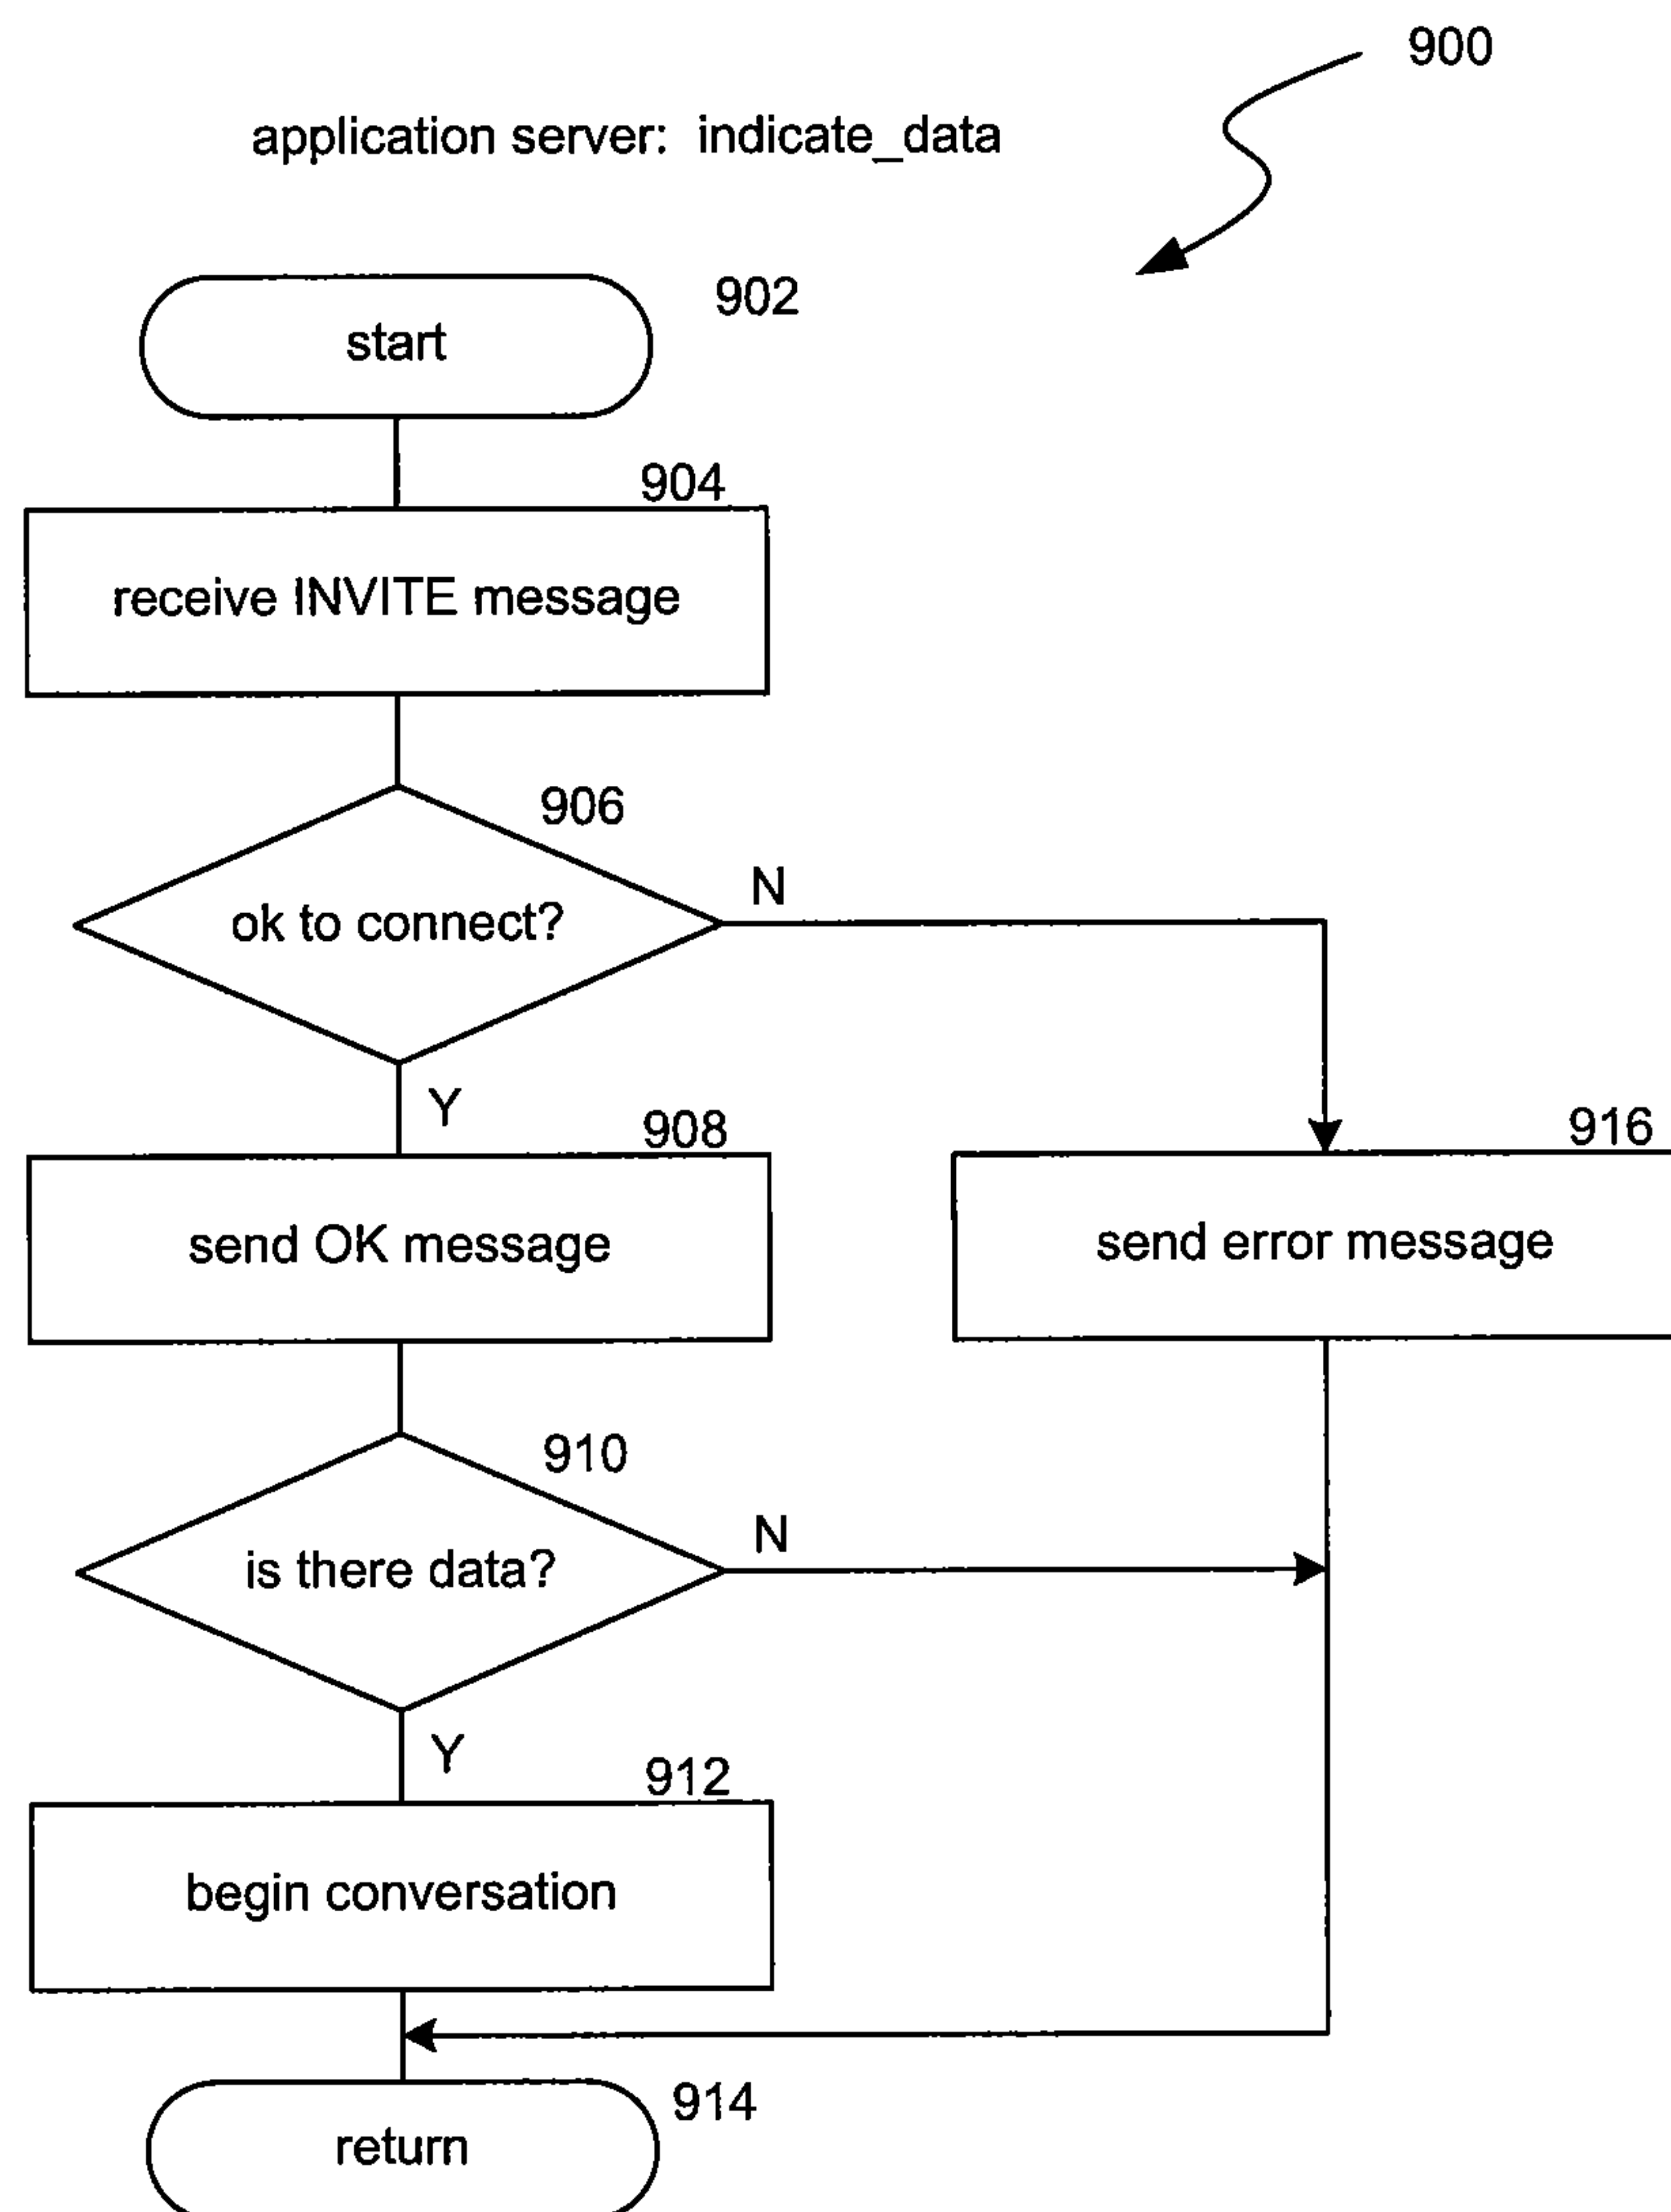 900
application server: indicate_data
902
start
904
receive INVITE message
906
ok to connect?
N
Y
908
send OK message
916
send error message
910
is there data?
N
Y
912
begin conversation
914
return